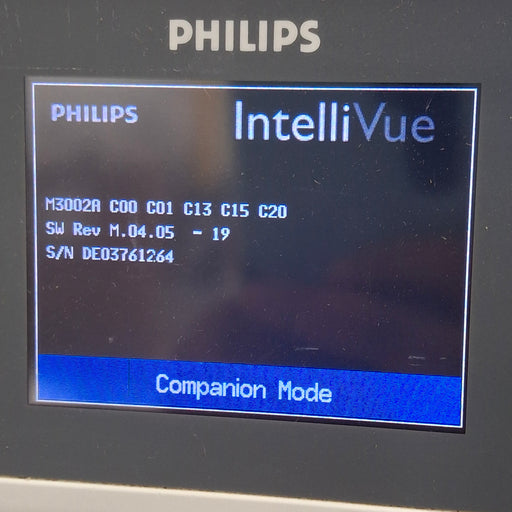 PHILIPS
PHILIPS IntelliVue
M3002A C00 C01 C13 C15 C20
SW Rev M.04.05 - 19
S/N DE03761264
Companion Mode